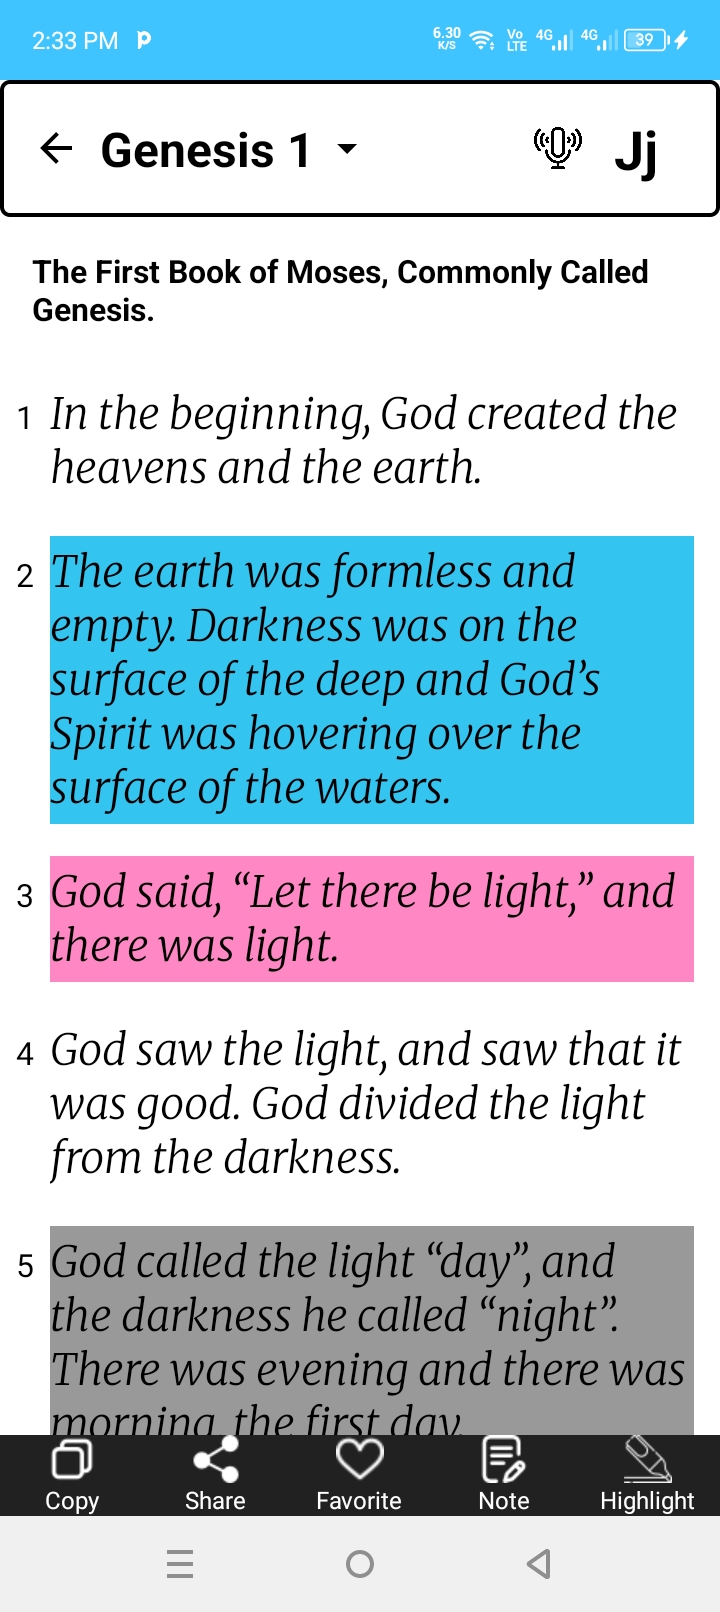 2:33 PM
6.30 K/S Vo LTE 4G 4G 39
Genesis 1
Jj
The First Book of Moses, Commonly Called
Genesis.
1 In the beginning, God created the
heavens and the earth.
2 The earth was formless and
empty. Darkness was on the
surface of the deep and God’s
Spirit was hovering over the
surface of the waters.
3 God said, “Let there be light,” and
there was light.
4 God saw the light, and saw that it
was good. God divided the light
from the darkness.
5 God called the light “day”, and
the darkness he called “night”.
There was evening and there was
morning, the first day.
Copy Share Favorite Note Highlight